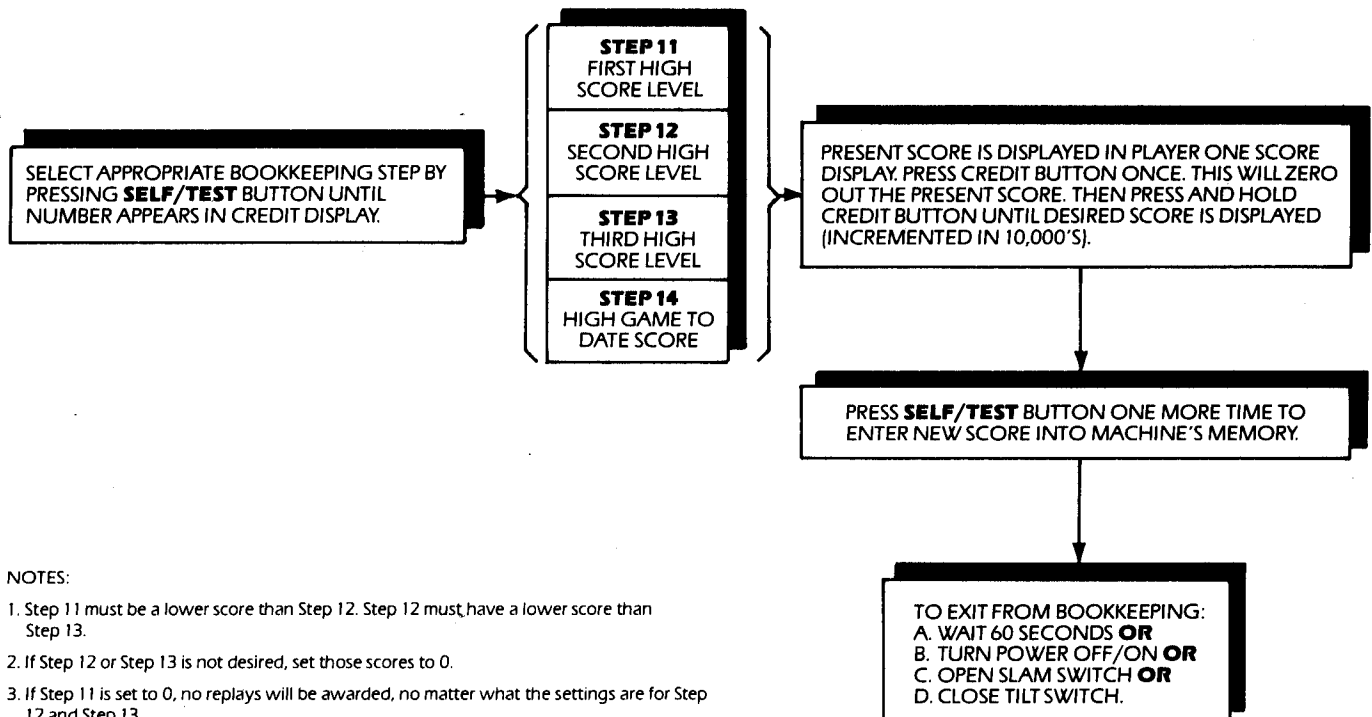 SELECT APPROPRIATE BOOKKEEPING STEP BY
PRESSING SELF/TEST BUTTON UNTIL
NUMBER APPEARS IN CREDIT DISPLAY.
STEP 11
FIRST HIGH
SCORE LEVEL
STEP 12
SECOND HIGH
SCORE LEVEL
STEP 13
THIRD HIGH
SCORE LEVEL
STEP 14
HIGH GAME TO
DATE SCORE
PRESENT SCORE IS DISPLAYED IN PLAYER ONE SCORE
DISPLAY. PRESS CREDIT BUTTON ONCE. THIS WILL ZERO
OUT THE PRESENT SCORE. THEN PRESS AND HOLD
CREDIT BUTTON UNTIL DESIRED SCORE IS DISPLAYED
(INCREMENTED IN 10,000'S).
PRESS SELF/TEST BUTTON ONE MORE TIME TO
ENTER NEW SCORE INTO MACHINE'S MEMORY.
TO EXIT FROM BOOKKEEPING:
A. WAIT 60 SECONDS OR
B. TURN POWER OFF/ON OR
C. OPEN SLAM SWITCH OR
D. CLOSE TILT SWITCH.
NOTES:
1. Step 11 must be a lower score than Step 12. Step 12 must have a lower score than
Step 13.
2. If Step 12 or Step 13 is not desired, set those scores to 0.
3. If Step 11 is set to 0, no replays will be awarded, no matter what the settings are for Step
12 and Step 13.